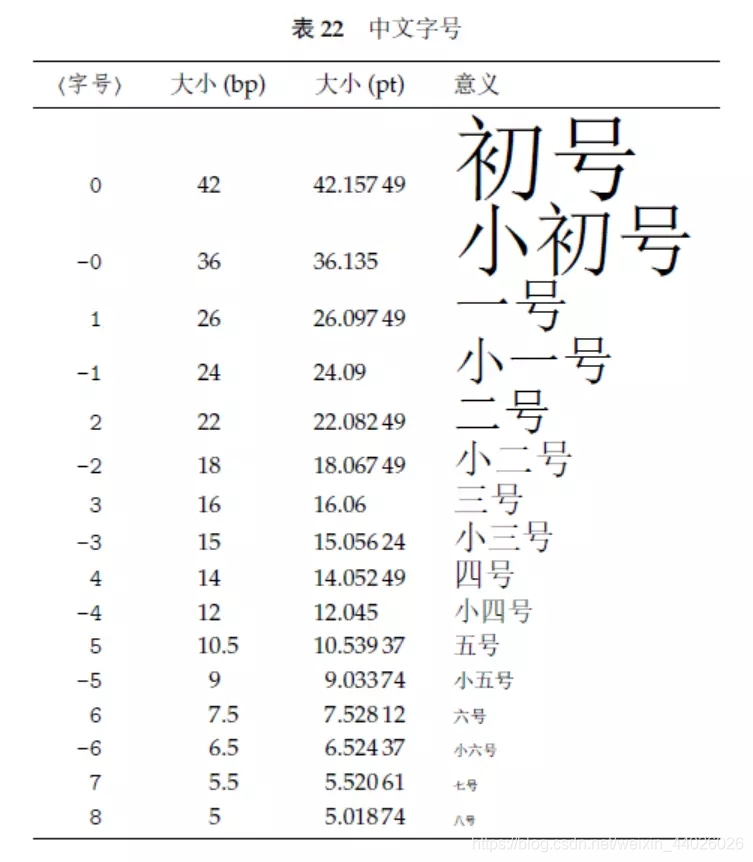 表 22 中文字号
〈字号〉 大小 (bp) 大小 (pt) 意义
0 42 42.157 49 初号
-0 36 36.135 小初号
1 26 26.097 49 一号
-1 24 24.09 小一号
2 22 22.082 49 二号
-2 18 18.067 49 小二号
3 16 16.06 三号
-3 15 15.056 24 小三号
4 14 14.052 49 四号
-4 12 12.045 小四号
5 10.5 10.539 37 五号
-5 9 9.033 74 小五号
6 7.5 7.528 12 六号
-6 6.5 6.524 37 小六号
7 5.5 5.520 61 七号
8 5 5.018 74 八号
https://blog.csdn.net/weixin_44026026